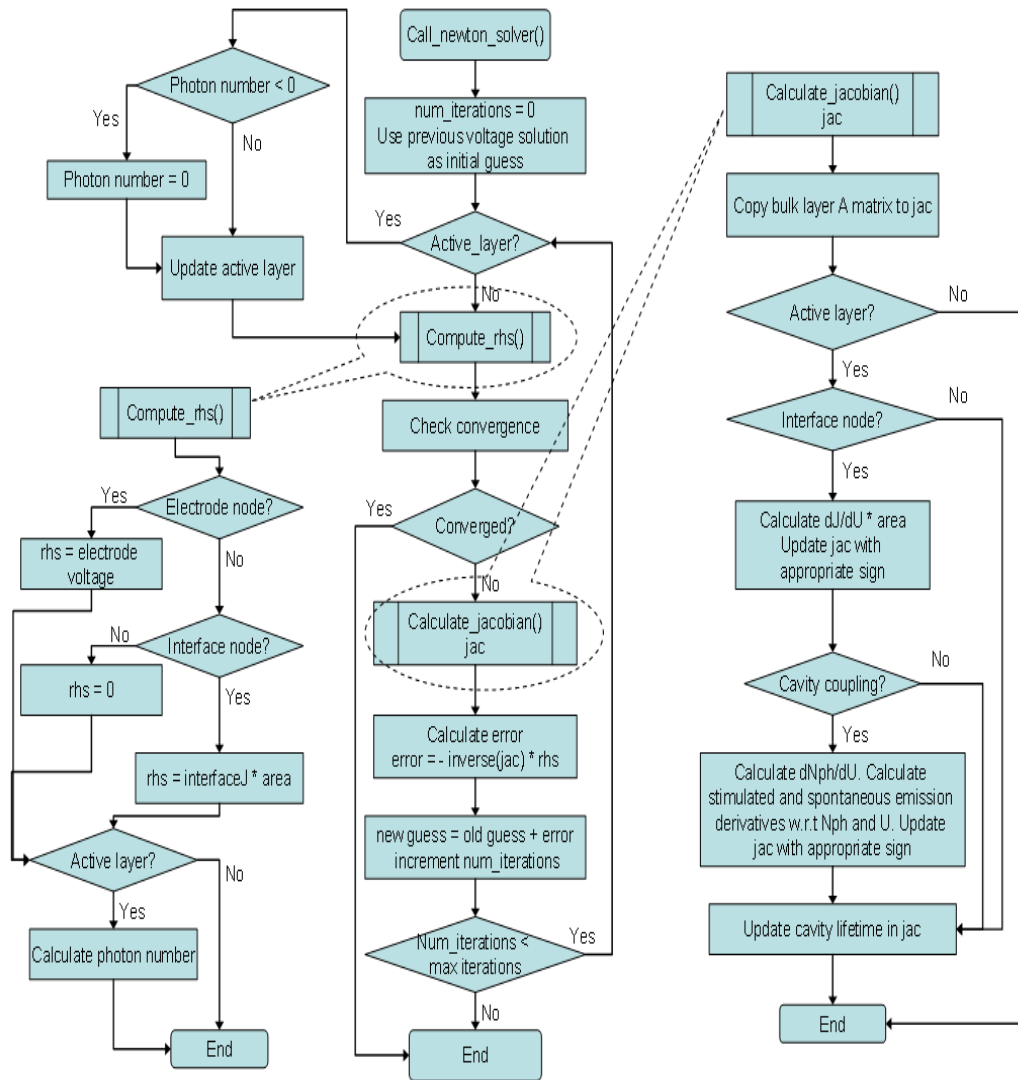 Call_newton_solver()
num_iterations = 0
Use previous voltage solution
as initial guess
Active_layer?
Yes
No
Photon number < 0
Yes
No
Photon number = 0
Update active layer
Compute_rhs()
Check convergence
Converged?
Yes
No
Calculate_jacobian()
jac
Calculate error
error = - inverse(jac) * rhs
new guess = old guess + error
increment num_iterations
Num_iterations <
max iterations
Yes
No
End
Compute_rhs()
Electrode node?
Yes
No
rhs = electrode
voltage
Interface node?
No
Yes
rhs = 0
rhs = interfaceJ * area
Active layer?
No
Yes
Calculate photon number
End
Calculate_jacobian()
jac
Copy bulk layer A matrix to jac
Active layer?
No
Yes
Interface node?
No
Yes
Calculate dJ/dU * area
Update jac with
appropriate sign
Cavity coupling?
No
Yes
Calculate dNph/dU. Calculate
stimulated and spontaneous emission
derivatives w.r.t Nph and U. Update
jac with appropriate sign
Update cavity lifetime in jac
End